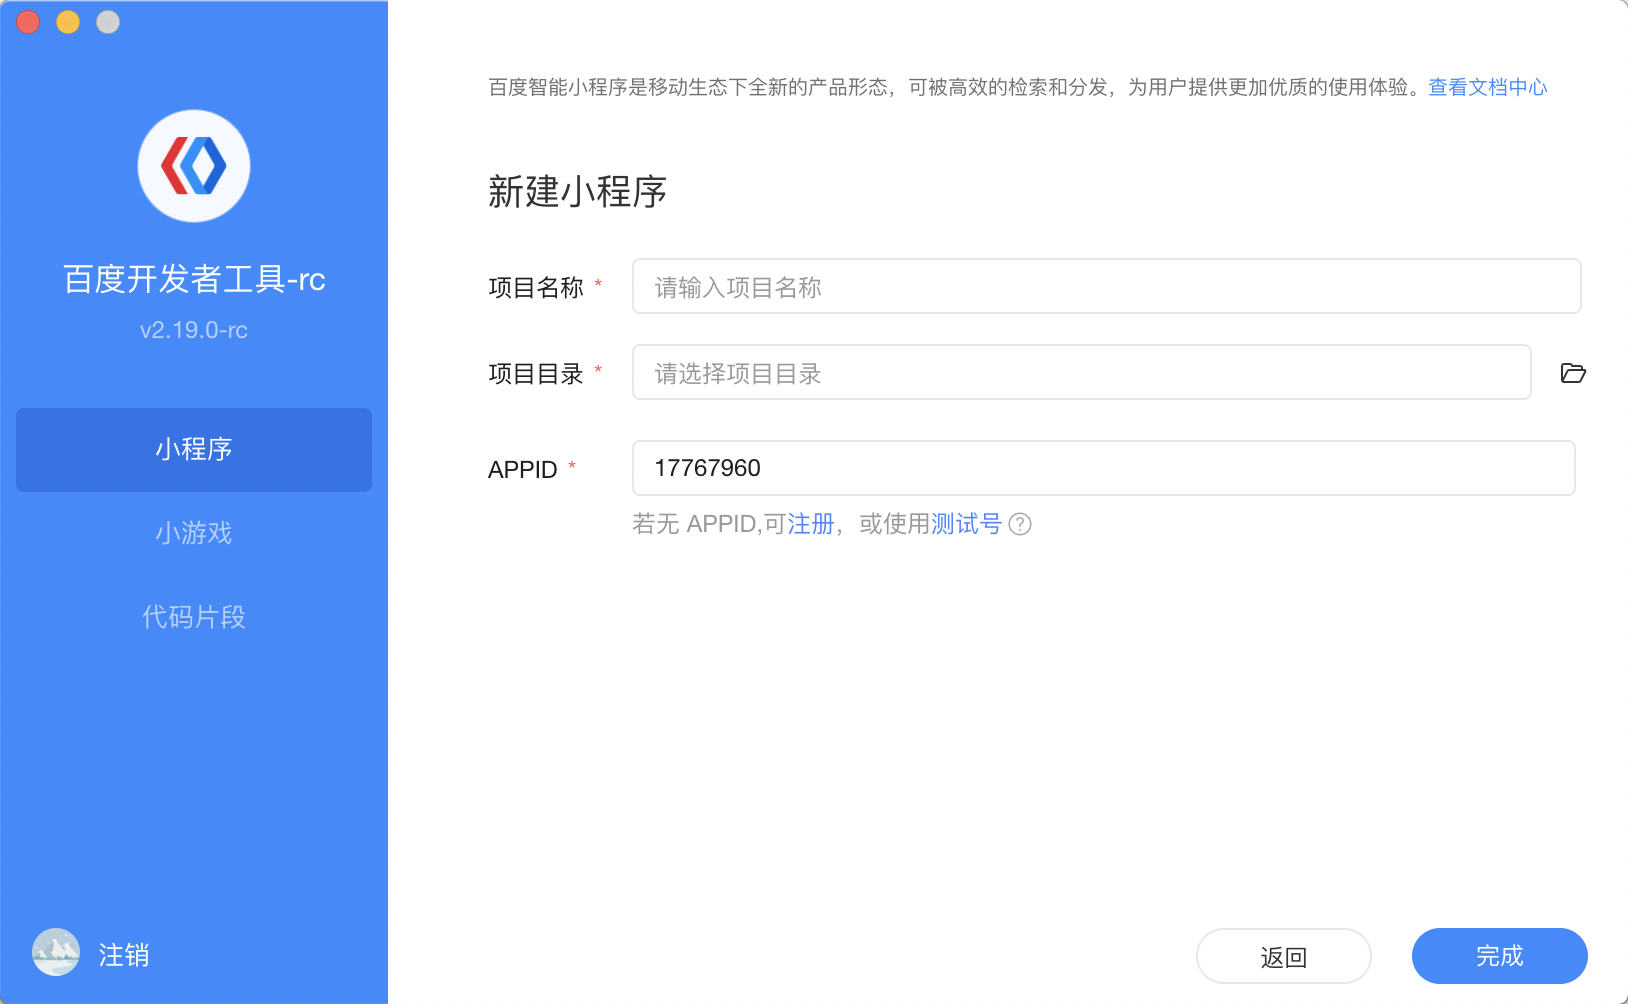 百度开发者工具-rc
v2.19.0-rc
小程序
小游戏
代码片段
注销
百度智能小程序是移动生态下全新的产品形态，可被高效的检索和分发，为用户提供更加优质的使用体验。查看文档中心
新建小程序
项目名称 * 请输入项目名称
项目目录 * 请选择项目目录
APPID * 17767960
若无 APPID,可注册，或使用测试号 ?
返回 完成